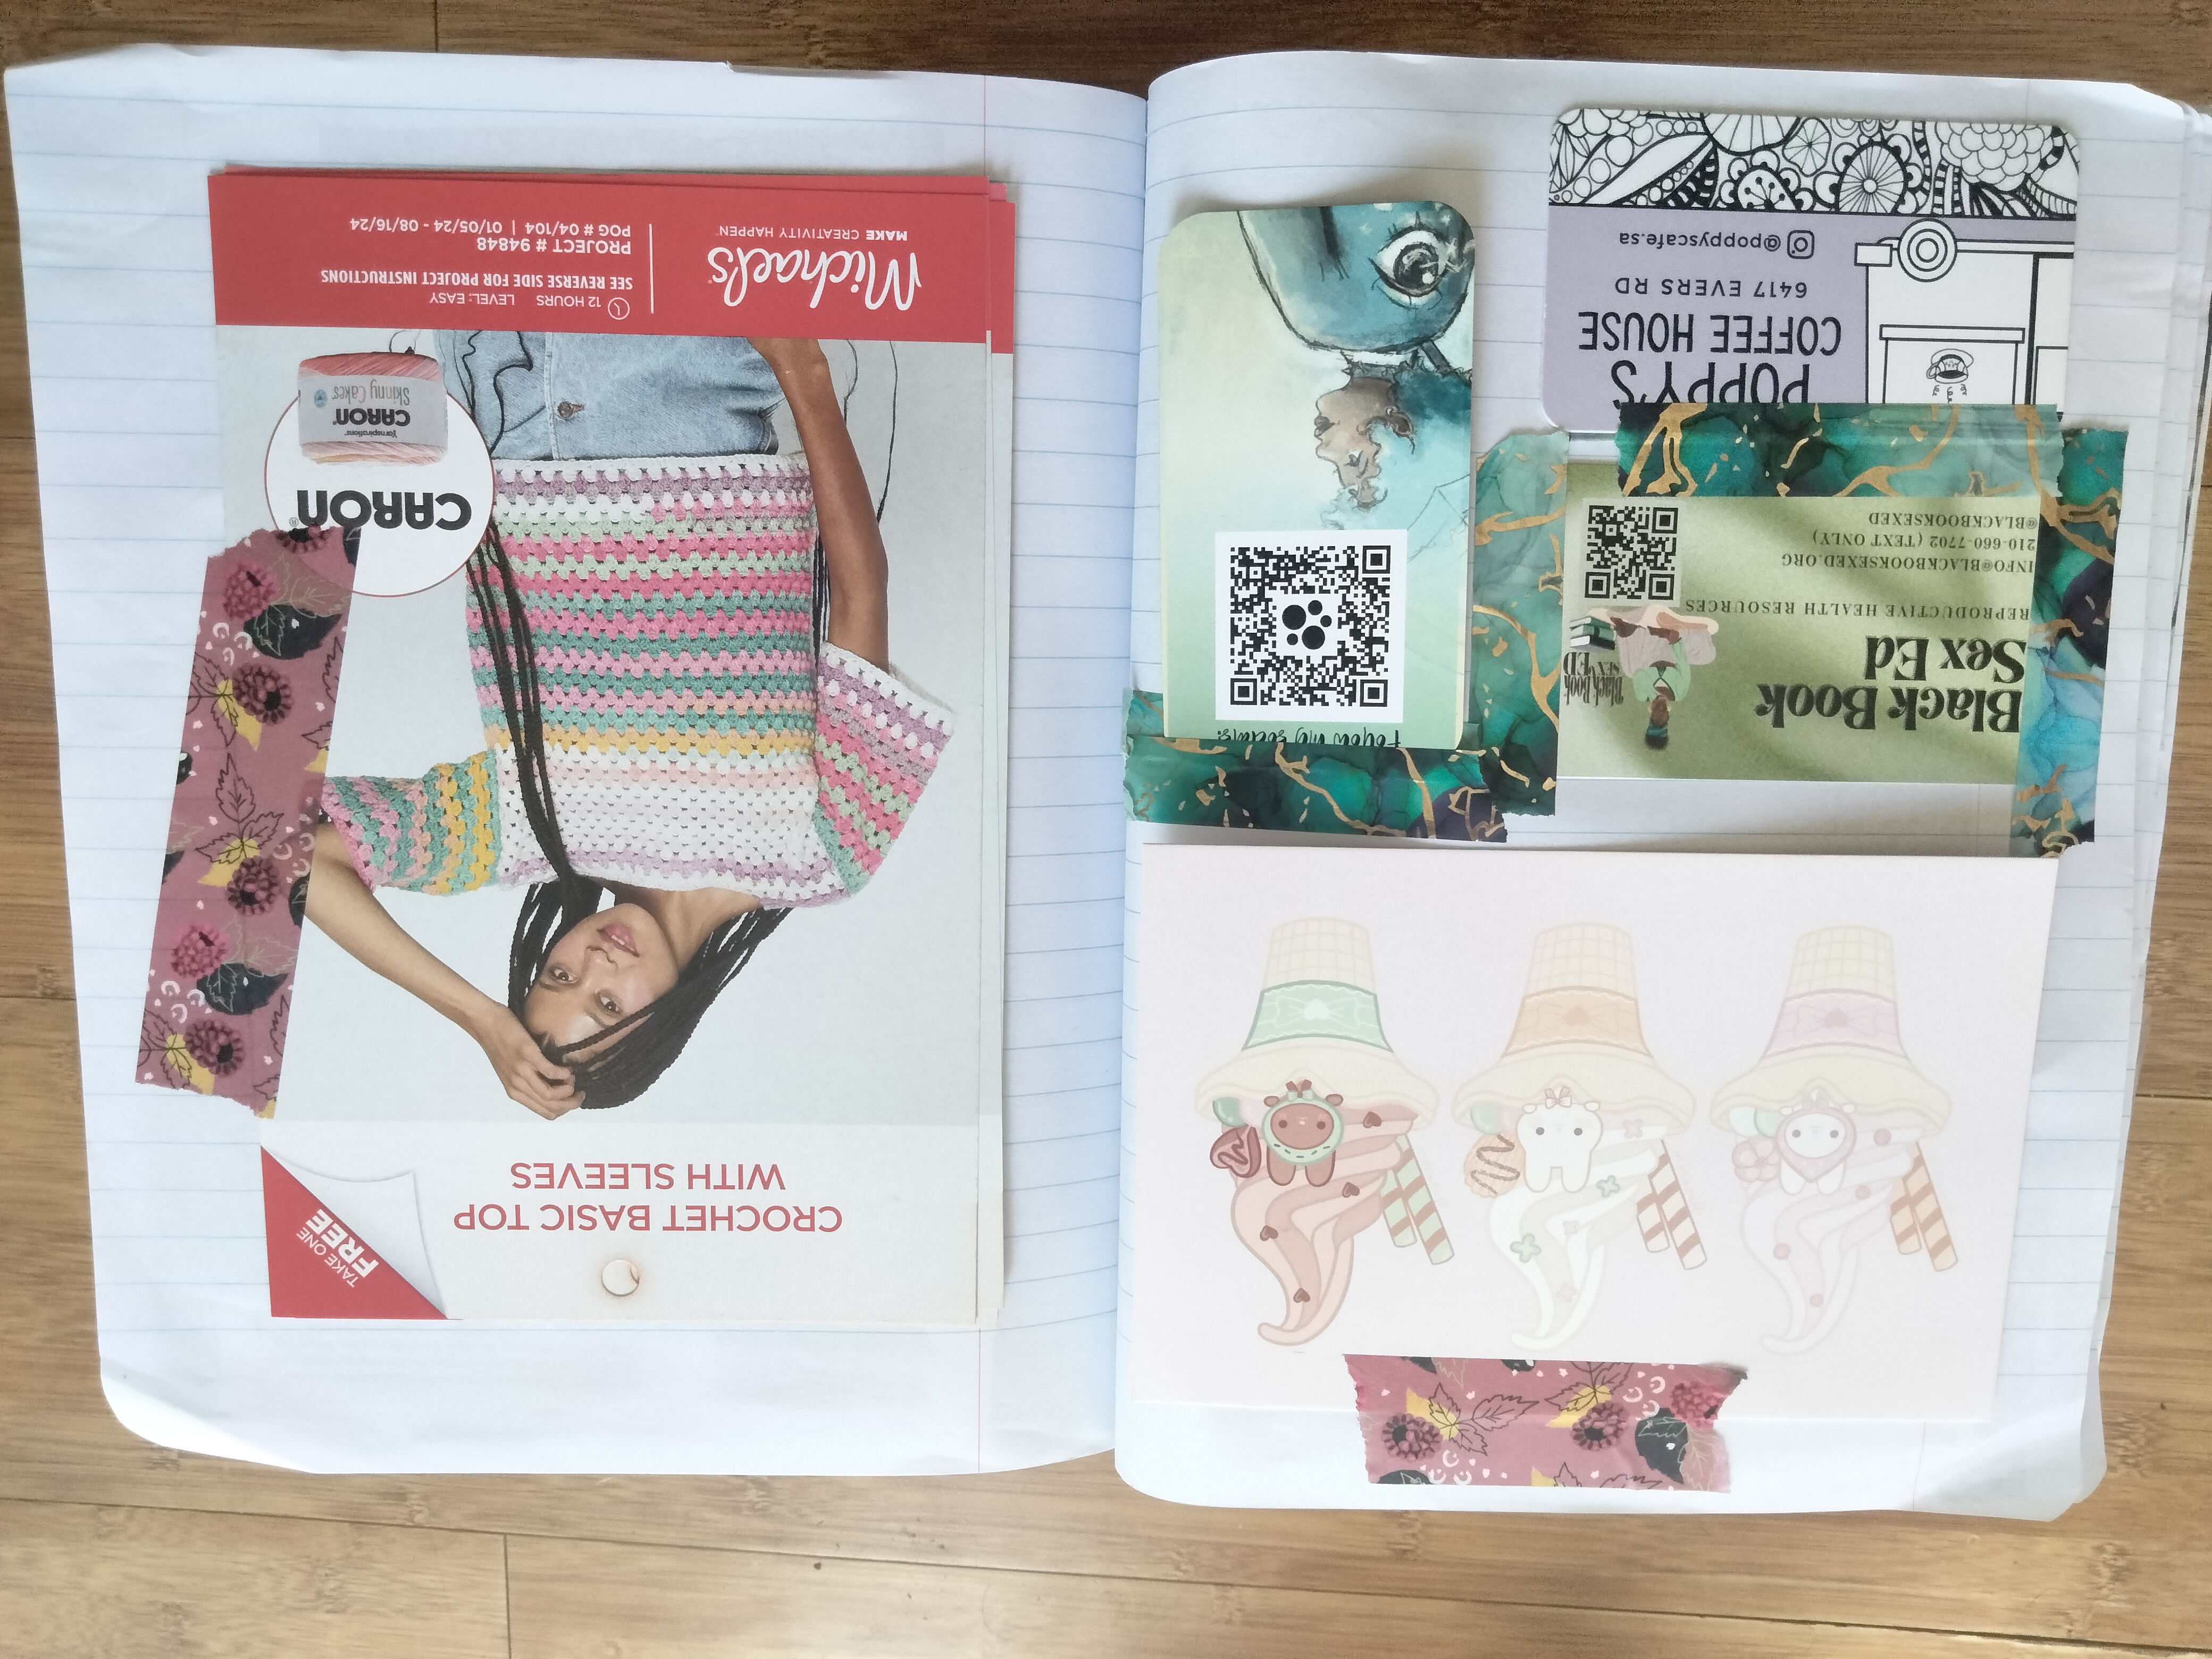 CROCHET BASIC TOP
WITH SLEEVES
TAKE ONE
FREE
CARON®
Yarnspirations™
CARON
Skinny Cakes
Michaels
MAKE CREATIVITY HAPPEN™
12 HOURS LEVEL: EASY
SEE REVERSE SIDE FOR PROJECT INSTRUCTIONS
PROJECT # 94848
POG # 04/104 | 01/05/24 - 08/16/24
Black Book
Sex Ed
REPRODUCTIVE HEALTH RESOURCES
INFO@BLACKBOOKSEXED.ORG
210-660-7702 (TEXT ONLY)
@BLACKBOOKSEXED
Black Book
SEX ED
Follow my socials:
POPPY'S
COFFEE HOUSE
6417 EVERS RD
@poppyscafe.sa